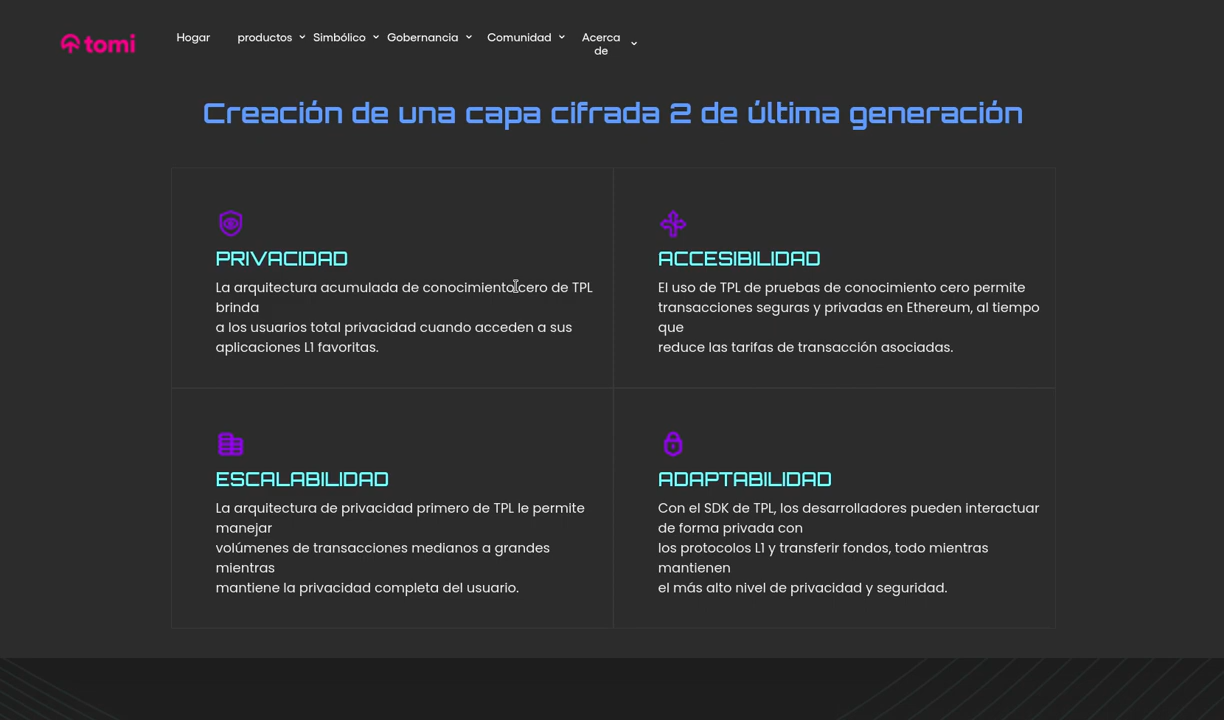 tomi
Hogar
productos
Simbólico
Gobernancia
Comunidad
Acerca
de
Creación de una capa cifrada 2 de última generación
PRIVACIDAD
La arquitectura acumulada de conocimiento cero de TPL
brinda
a los usuarios total privacidad cuando acceden a sus
aplicaciones L1 favoritas.
ACCESIBILIDAD
El uso de TPL de pruebas de conocimiento cero permite
transacciones seguras y privadas en Ethereum, al tiempo
que
reduce las tarifas de transacción asociadas.
ESCALABILIDAD
La arquitectura de privacidad primero de TPL le permite
manejar
volúmenes de transacciones medianos a grandes
mientras
mantiene la privacidad completa del usuario.
ADAPTABILIDAD
Con el SDK de TPL, los desarrolladores pueden interactuar
de forma privada con
los protocolos L1 y transferir fondos, todo mientras
mantienen
el más alto nivel de privacidad y seguridad.